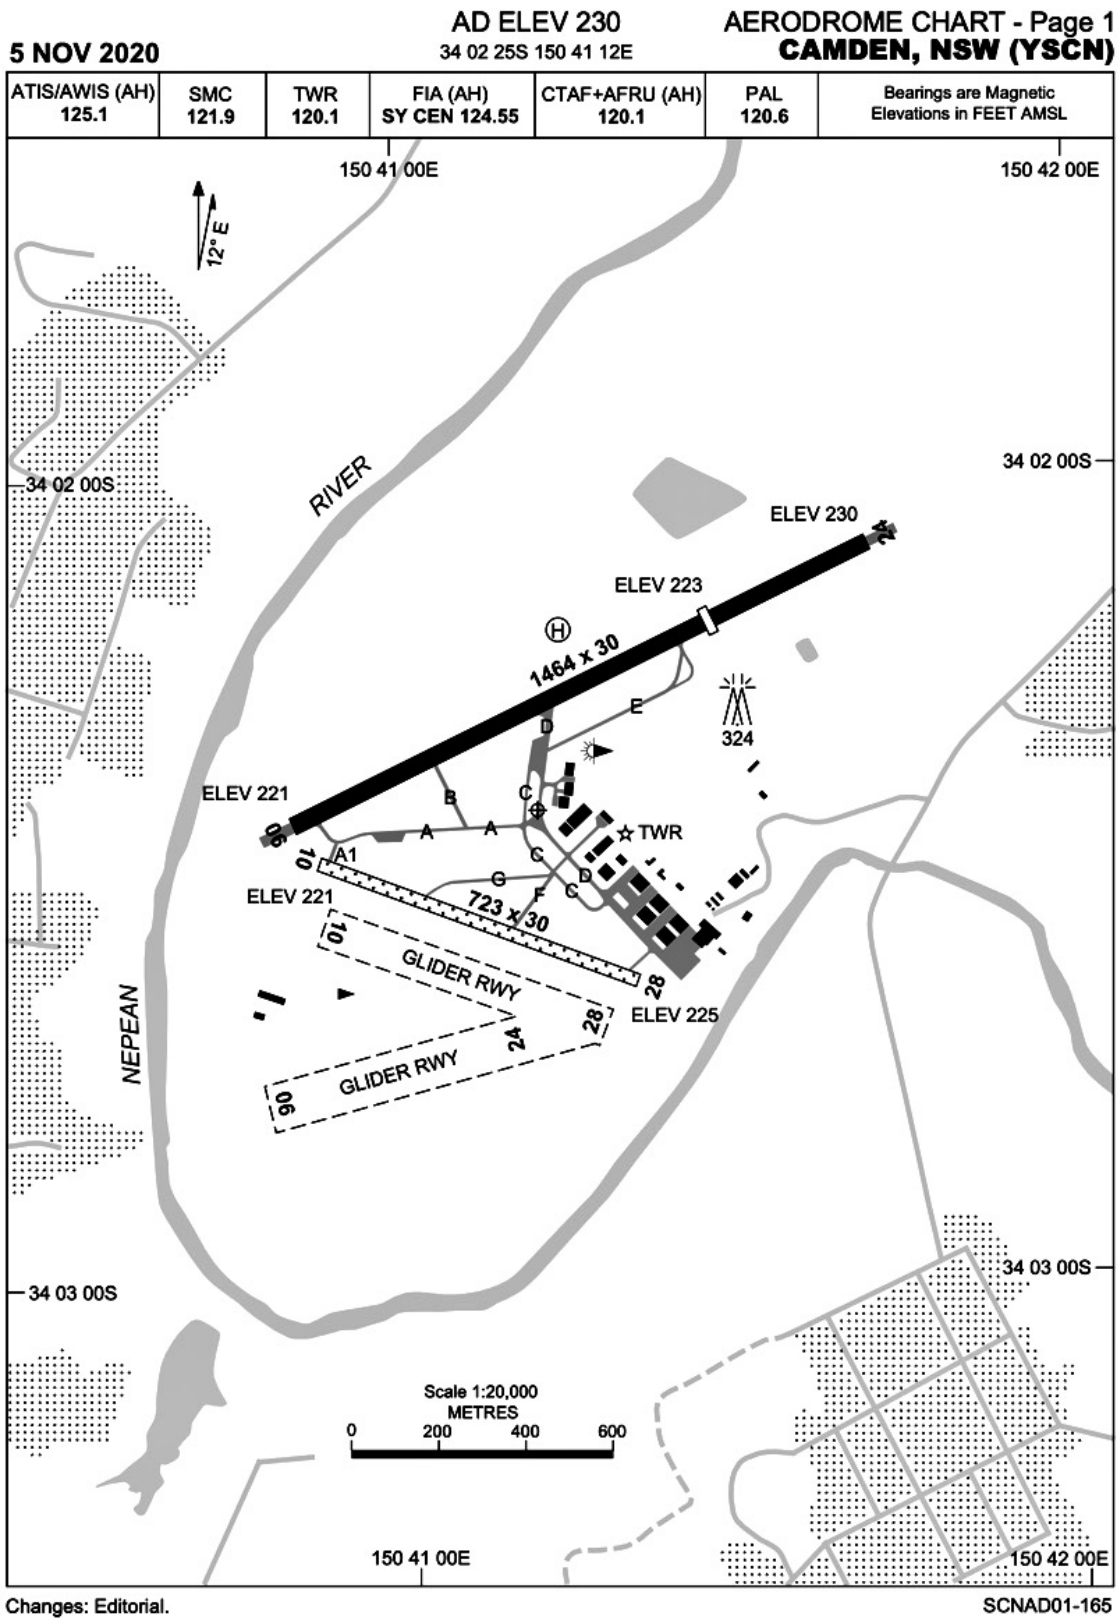 AD ELEV 230
AERODROME CHART - Page 1
5 NOV 2020
34 02 25S 150 41 12E
CAMDEN, NSW (YSCN)
ATIS/AWIS (AH)
125.1
SMC
121.9
TWR
120.1
FIA (AH)
SY CEN 124.55
CTAF+AFRU (AH)
120.1
PAL
120.6
Bearings are Magnetic
Elevations in FEET AMSL
150 41 00E
150 42 00E
12° E
RIVER
34 02 00S
34 02 00S
ELEV 230
24
ELEV 223
H
1464 x 30
E
D
324
ELEV 221
B
C
06
A
A
TWR
10
A1
C
G
D
C
F
ELEV 221
723 x 30
10
GLIDER RWY
28
ELEV 225
28
24
NEPEAN
GLIDER RWY
06
34 03 00S
34 03 00S
Scale 1:20,000
METRES
0
200
400
600
150 41 00E
150 42 00E
Changes: Editorial.
SCNAD01-165